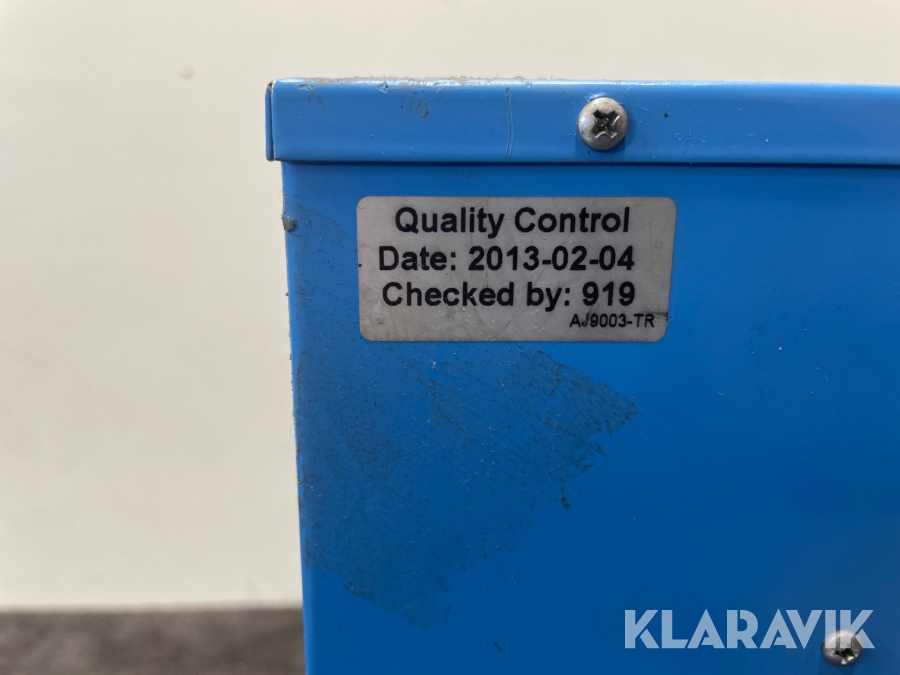 Quality Control
Date: 2013-02-04
Checked by: 919
AJ9003-TR
KLARAVIK